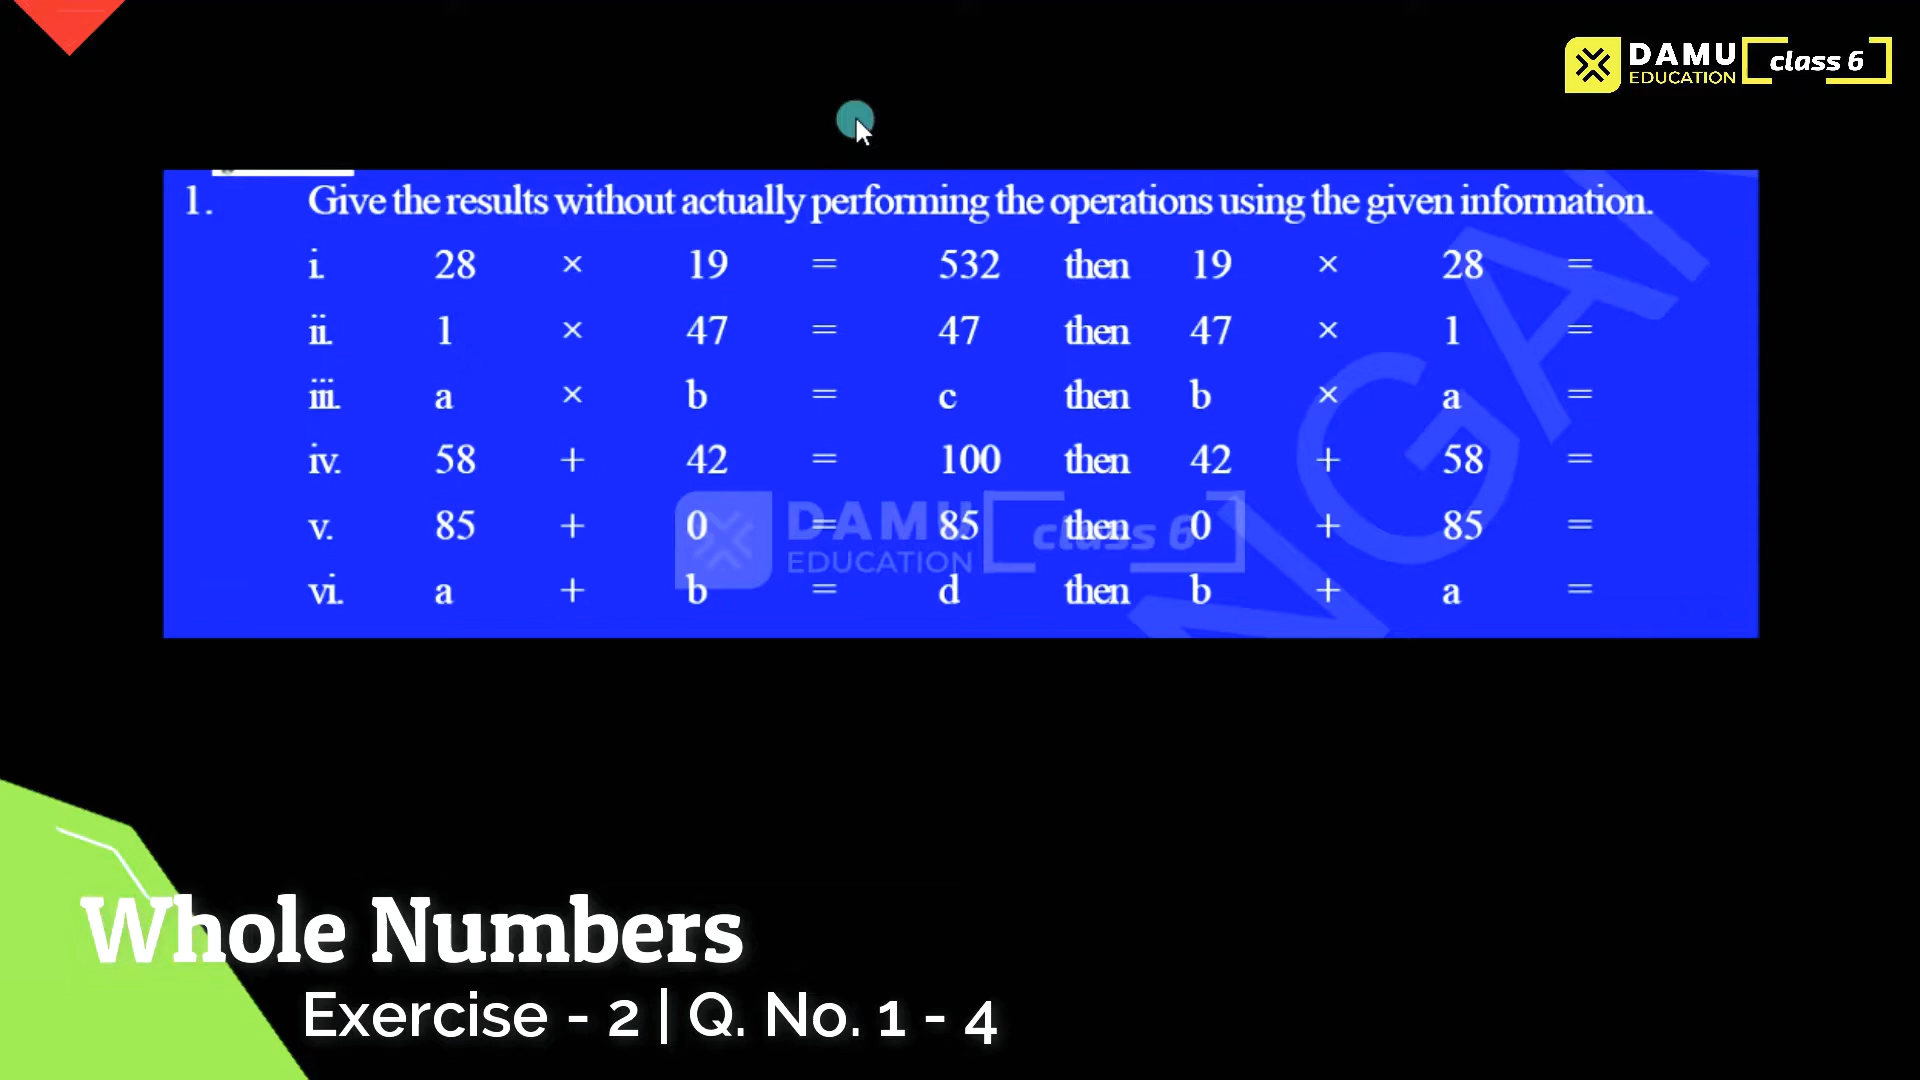 DAMU
EDUCATION
class 6
1. Give the results without actually performing the operations using the given information.
i. 28 × 19 = 532 then 19 × 28 =
ii. 1 × 47 = 47 then 47 × 1 =
iii. a × b = c then b × a =
iv. 58 + 42 = 100 then 42 + 58 =
v. 85 + 0 = 85 then 0 + 85 =
vi. a + b = d then b + a =
DAMU
EDUCATION
class 6
Whole Numbers
Exercise - 2 | Q. No. 1 - 4